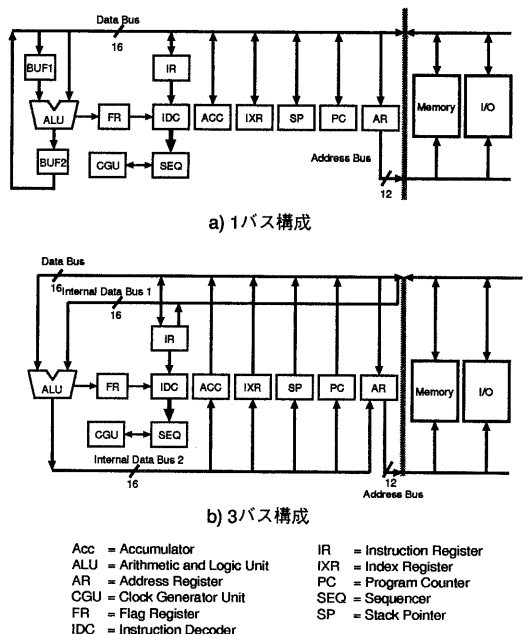 Data Bus
16
BUF1
IR
ALU
FR
IDC
ACC
IXR
SP
PC
AR
Memory
I/O
BUF2
CGU
SEQ
Address Bus
12
a) 1バス構成
Data Bus
16
Internal Data Bus 1
16
IR
ALU
FR
IDC
ACC
IXR
SP
PC
AR
Memory
I/O
CGU
SEQ
Internal Data Bus 2
16
12
Address Bus
b) 3バス構成
Acc = Accumulator
ALU = Arithmetic and Logic Unit
AR = Address Register
CGU = Clock Generator Unit
FR = Flag Register
IDC = Instruction Decoder
IR = Instruction Register
IXR = Index Register
PC = Program Counter
SEQ = Sequencer
SP = Stack Pointer